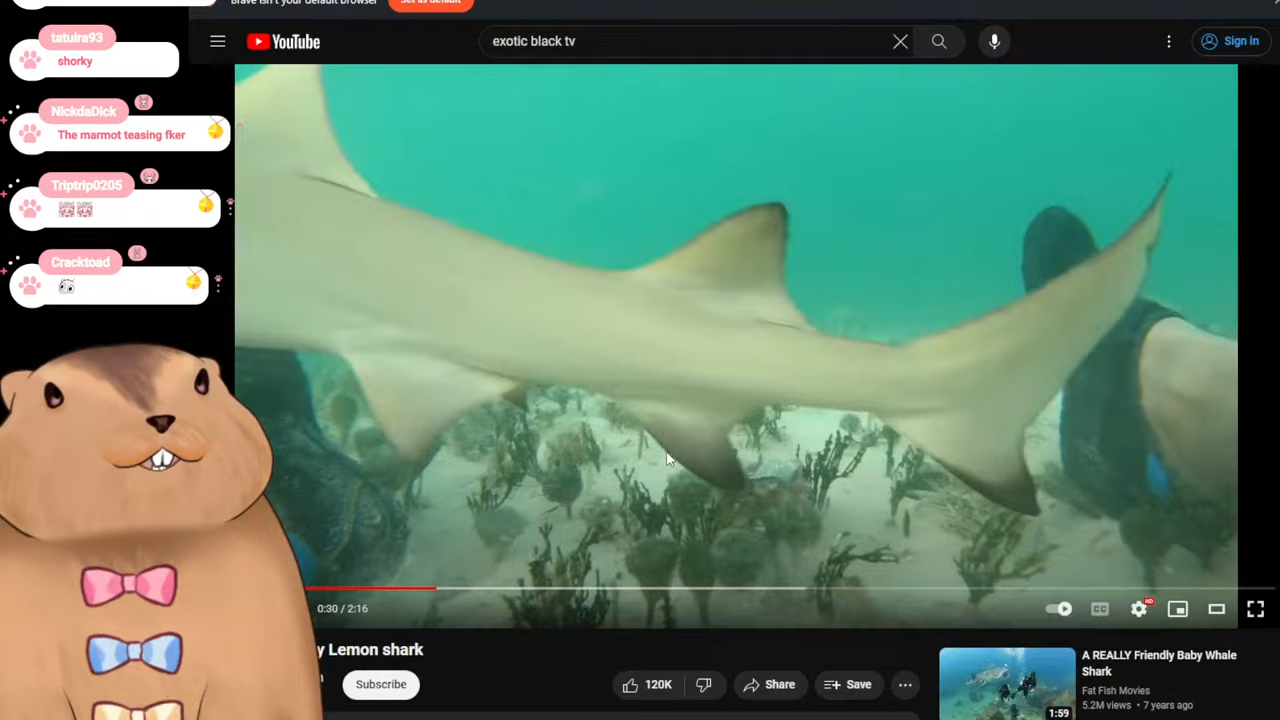 Brave isn't your default browser
Set as default
tatuira93
shorky
YouTube
exotic black tv
Sign in
NickdaDick
The marmot teasing fker
Triptrip0205
Cracktoad
0:30 / 2:16
CC
HD
y Lemon shark
Subscribe
120K
Share
Save
A REALLY Friendly Baby Whale
Shark
Fat Fish Movies
5.2M views • 7 years ago
1:59